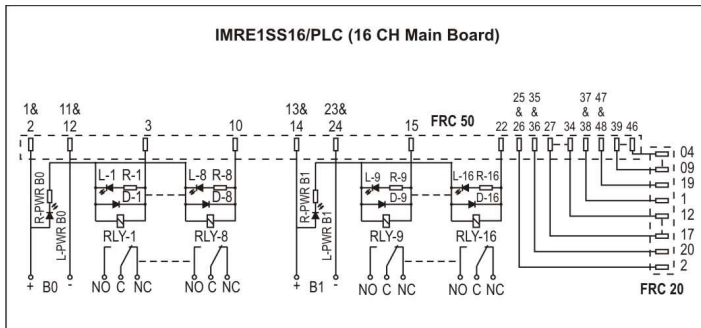 IMRE1SS16/PLC (16 CH Main Board)
25 35 37 47
1& 11& 13& 23& & & & &
2 12 3 10 14 24 15 FRC 50 22 26 36 27 34 38 48 39 46
04
09
19
1
12
17
20
2
FRC 20
R-PWR B0
L-PWR B0
L-1 R-1
D-1
L-8 R-8
D-8
R-PWR B1
L-PWR B1
L-9 R-9
D-9
L-16 R-16
D-16
RLY-1 RLY-8 RLY-9 RLY-16
+ B0 - NO C NC NO C NC + B1 - NO C NC NO C NC